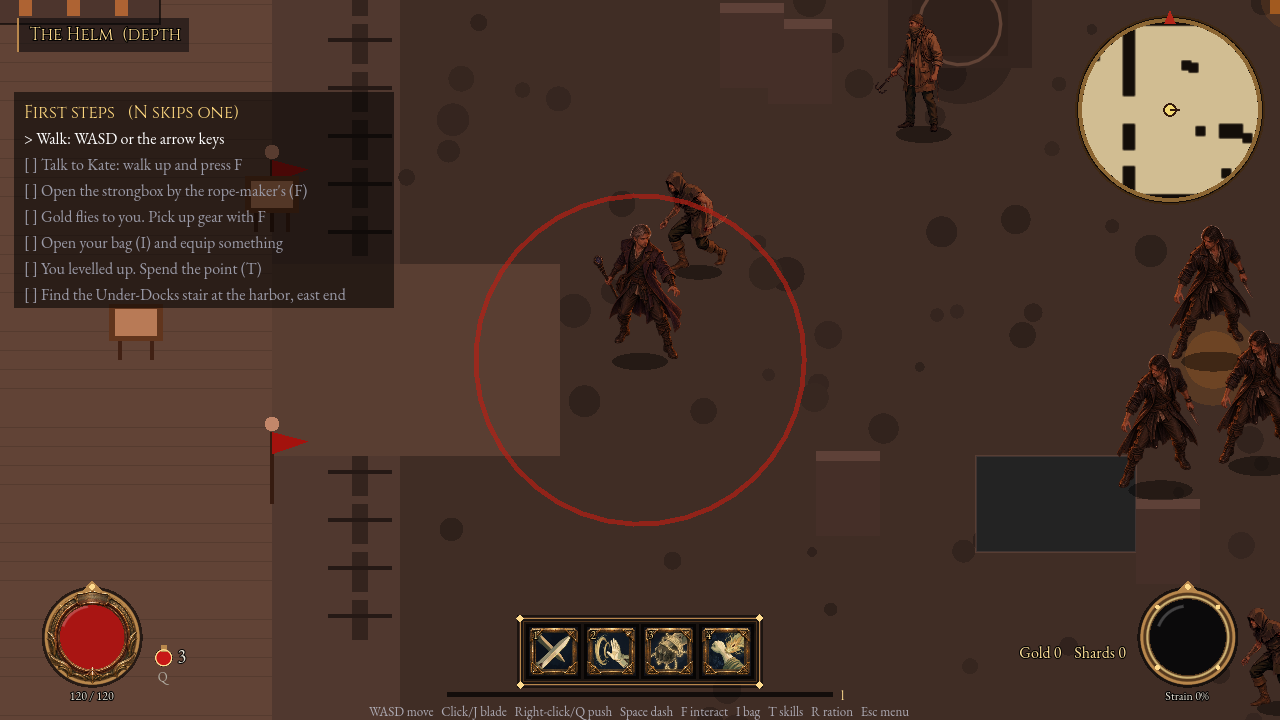 The Helm (depth
First steps (N skips one)
> Walk: WASD or the arrow keys
[ ] Talk to Kate: walk up and press F
[ ] Open the strongbox by the rope-maker's (F)
[ ] Gold flies to you. Pick up gear with F
[ ] Open your bag (I) and equip something
[ ] You levelled up. Spend the point (T)
[ ] Find the Under-Docks stair at the harbor, east end
3
Q
120 / 120
1 2 3 4
1
Gold 0 Shards 0
Strain 0%
WASD move Click/J blade Right-click/Q push Space dash F interact I bag T skills R ration Esc menu